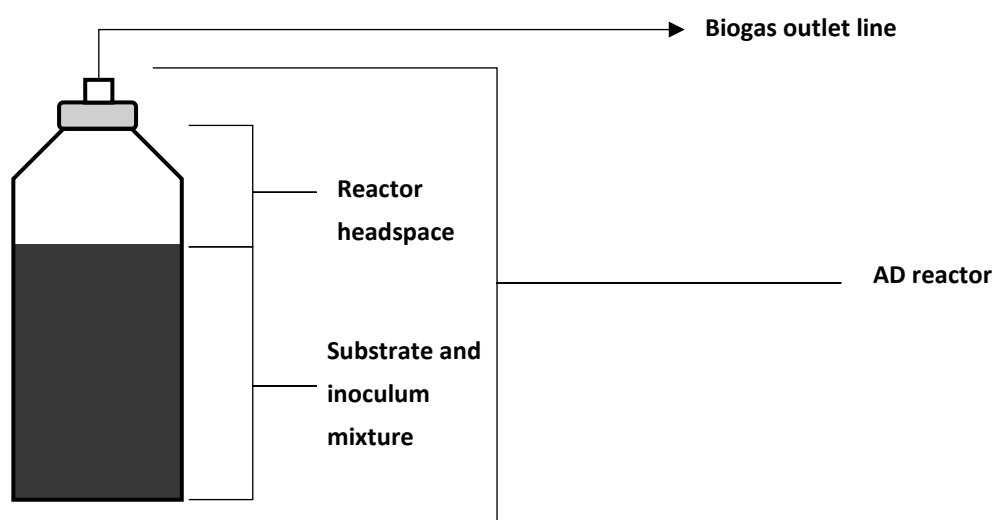 Biogas outlet line
Reactor
headspace
AD reactor
Substrate and
inoculum
mixture